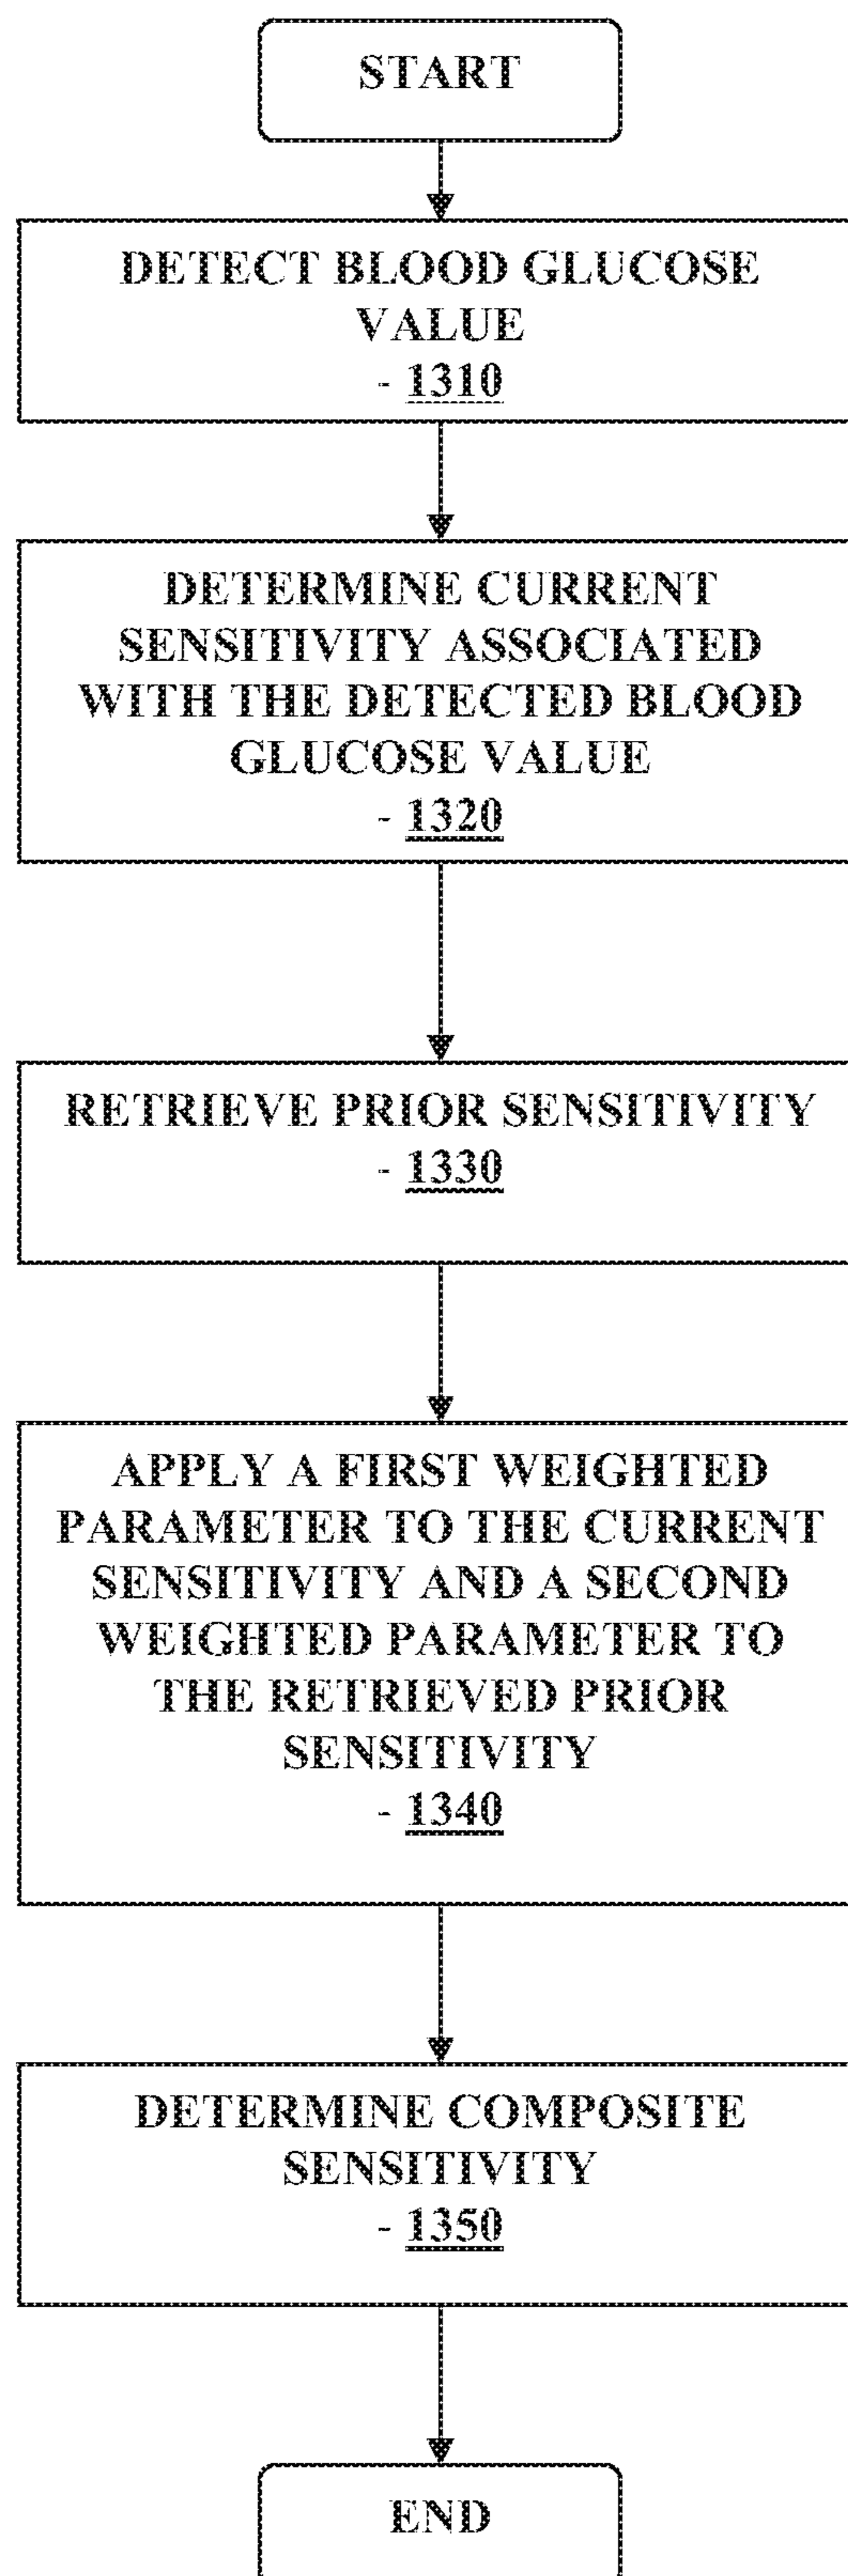 START
DETECT BLOOD GLUCOSE
VALUE
- 1310
DETERMINE CURRENT
SENSITIVITY ASSOCIATED
WITH THE DETECTED BLOOD
GLUCOSE VALUE
- 1320
RETRIEVE PRIOR SENSITIVITY
- 1330
APPLY A FIRST WEIGHTED
PARAMETER TO THE CURRENT
SENSITIVITY AND A SECOND
WEIGHTED PARAMETER TO
THE RETRIEVED PRIOR
SENSITIVITY
- 1340
DETERMINE COMPOSITE
SENSITIVITY
- 1350
END